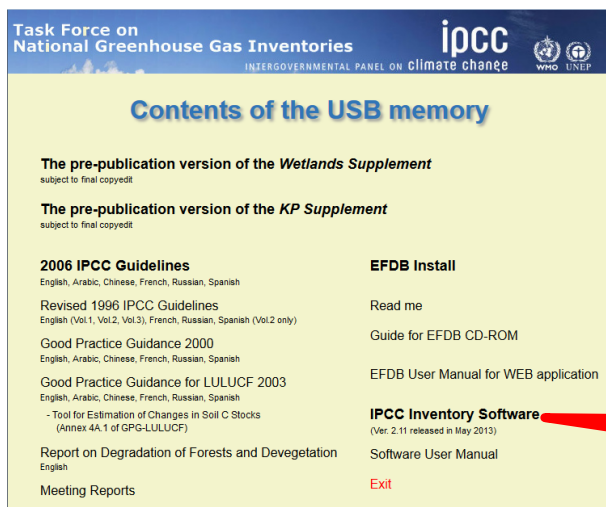 Task Force on
National Greenhouse Gas Inventories
ipcc
INTERGOVERNMENTAL PANEL ON climate change
WMO UNEP
Contents of the USB memory
The pre-publication version of the Wetlands Supplement
subject to final copyedit
The pre-publication version of the KP Supplement
subject to final copyedit
2006 IPCC Guidelines
English, Arabic, Chinese, French, Russian, Spanish
Revised 1996 IPCC Guidelines
English (Vol.1, Vol.2, Vol.3), French, Russian, Spanish (Vol.2 only)
Good Practice Guidance 2000
English, Arabic, Chinese, French, Russian, Spanish
Good Practice Guidance for LULUCF 2003
English, Arabic, Chinese, French, Russian, Spanish
- Tool for Estimation of Changes in Soil C Stocks
(Annex 4A.1 of GPG-LULUCF)
Report on Degradation of Forests and Devegetation
English
Meeting Reports
EFDB Install
Read me
Guide for EFDB CD-ROM
EFDB User Manual for WEB application
IPCC Inventory Software
(Ver. 2.11 released in May 2013)
Software User Manual
Exit